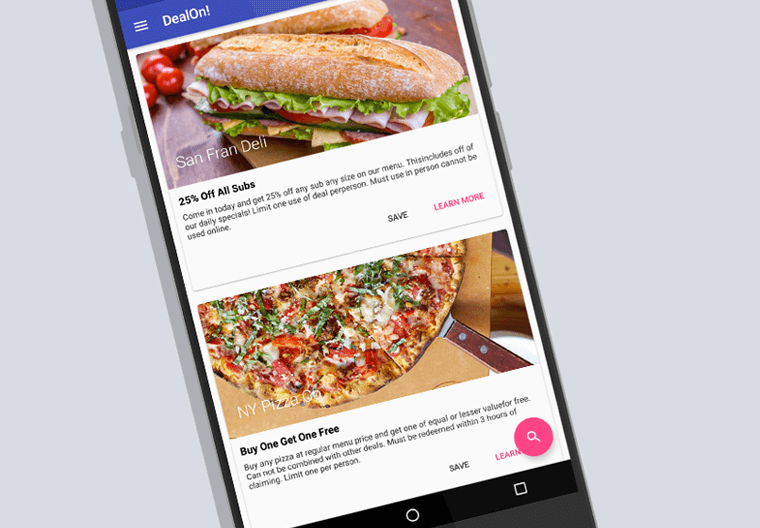 DealOn!
San Fran Deli
25% Off All Subs
Come in today and get 25% off any sub any size on our menu. Thisincludes off of
our daily specials! Limit one use of deal perperson. Must use in person cannot be
used online.
SAVE LEARN MORE
NY Pizza Co
Buy One Get One Free
Buy any pizza at regular menu price and get one of equal or lesser valuefor free.
Can not be combined with other deals. Must be redeemed within 3 hours of
claiming. Limit one per person.
SAVE LEARN